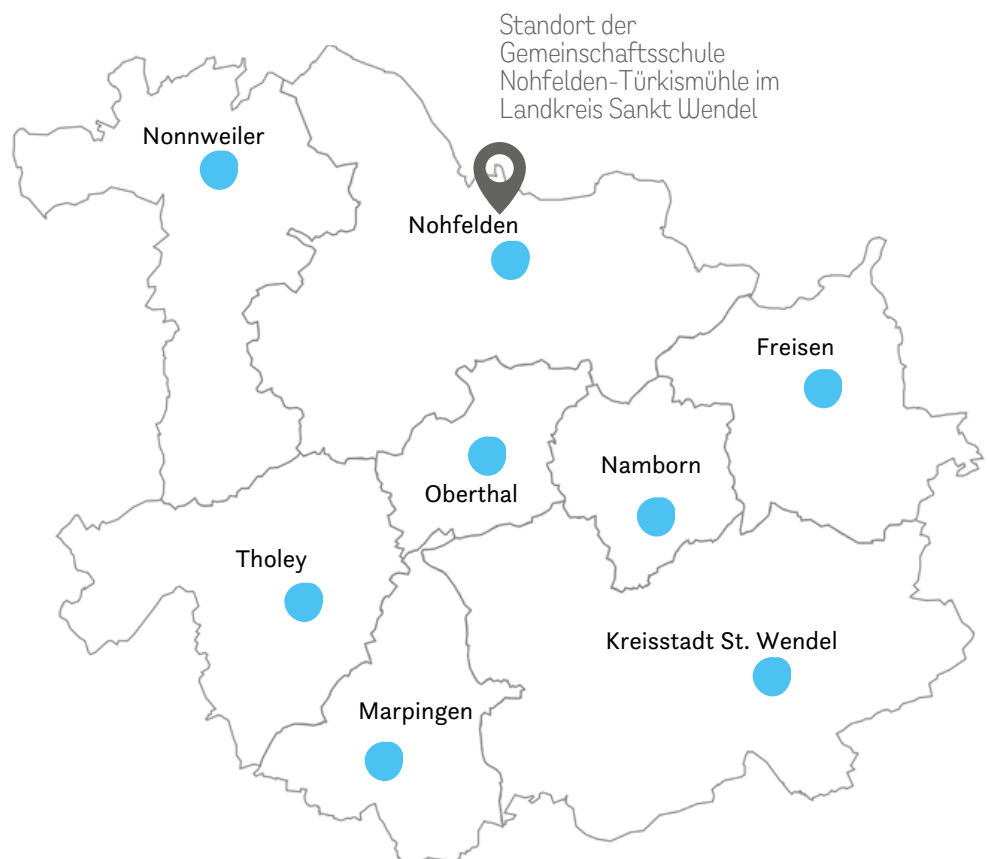 Standort der
Gemeinschaftsschule
Nohfelden-Türkismühle im
Landkreis Sankt Wendel
Nonnweiler
Nohfelden
Freisen
Namborn
Oberthal
Tholey
Kreisstadt St. Wendel
Marpingen